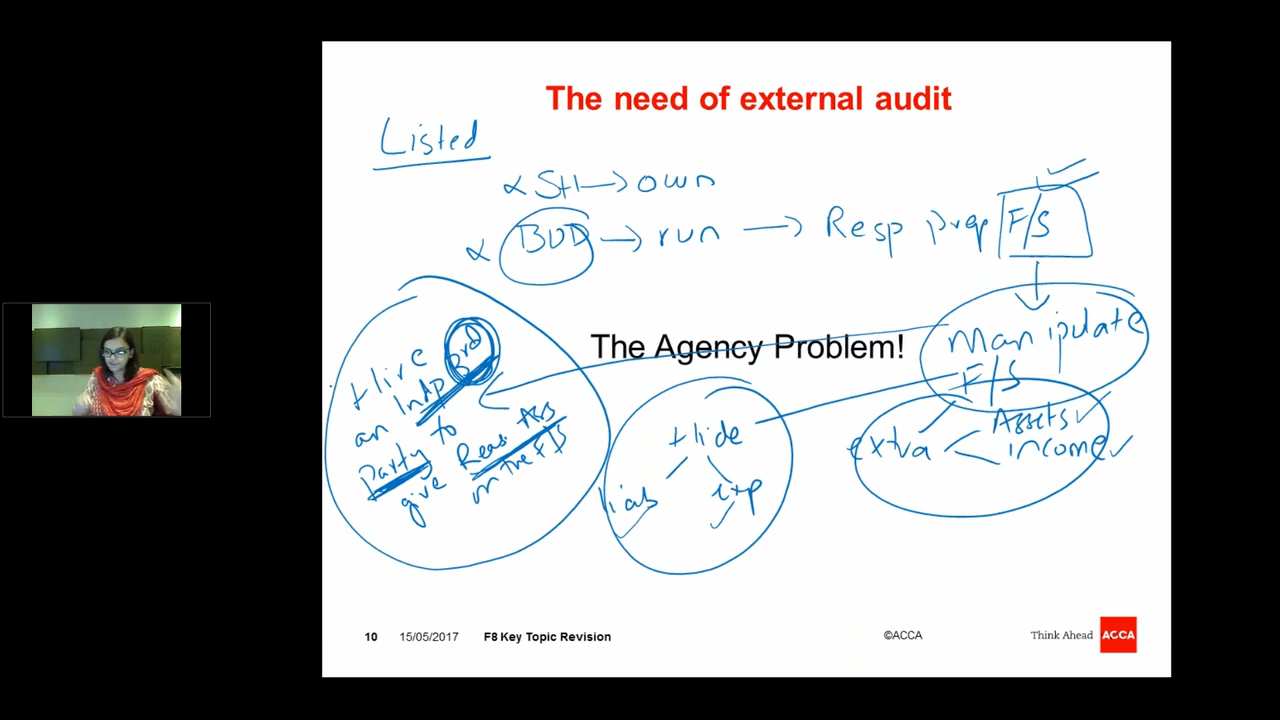 The need of external audit
Listed
∝ SH → own
∝ BOD → run → Resp prep F/S
The Agency Problem!
Manipulate
F/S
extra
Assets
income
Hide
liab
exp
Hire
an Indp 3rd
Party to
give Reas Ass
on the F/S
10 15/05/2017 F8 Key Topic Revision ©ACCA Think Ahead ACCA